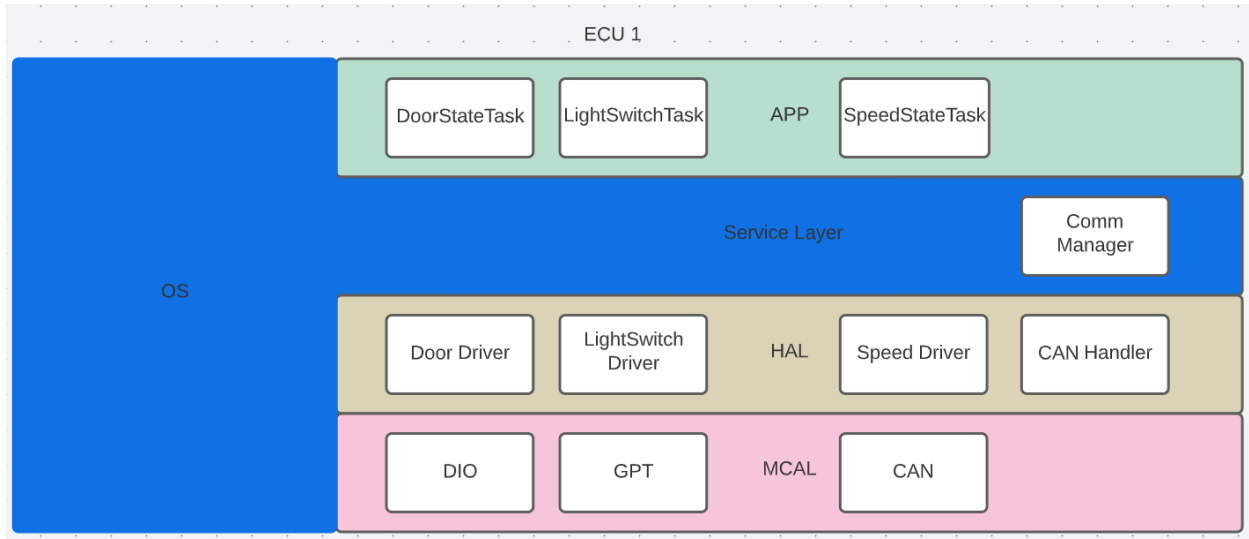 ECU 1
DoorStateTask
LightSwitchTask
APP
SpeedStateTask
Service Layer
Comm
Manager
OS
Door Driver
LightSwitch
Driver
HAL
Speed Driver
CAN Handler
DIO
GPT
MCAL
CAN